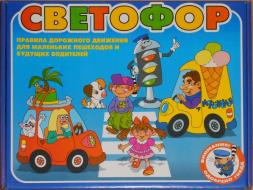 СВЕТОФОР
ПРАВИЛА ДОРОЖНОГО ДВИЖЕНИЯ
ДЛЯ МАЛЕНЬКИХ ПЕШЕХОДОВ И
БУДУЩИХ ВОДИТЕЛЕЙ